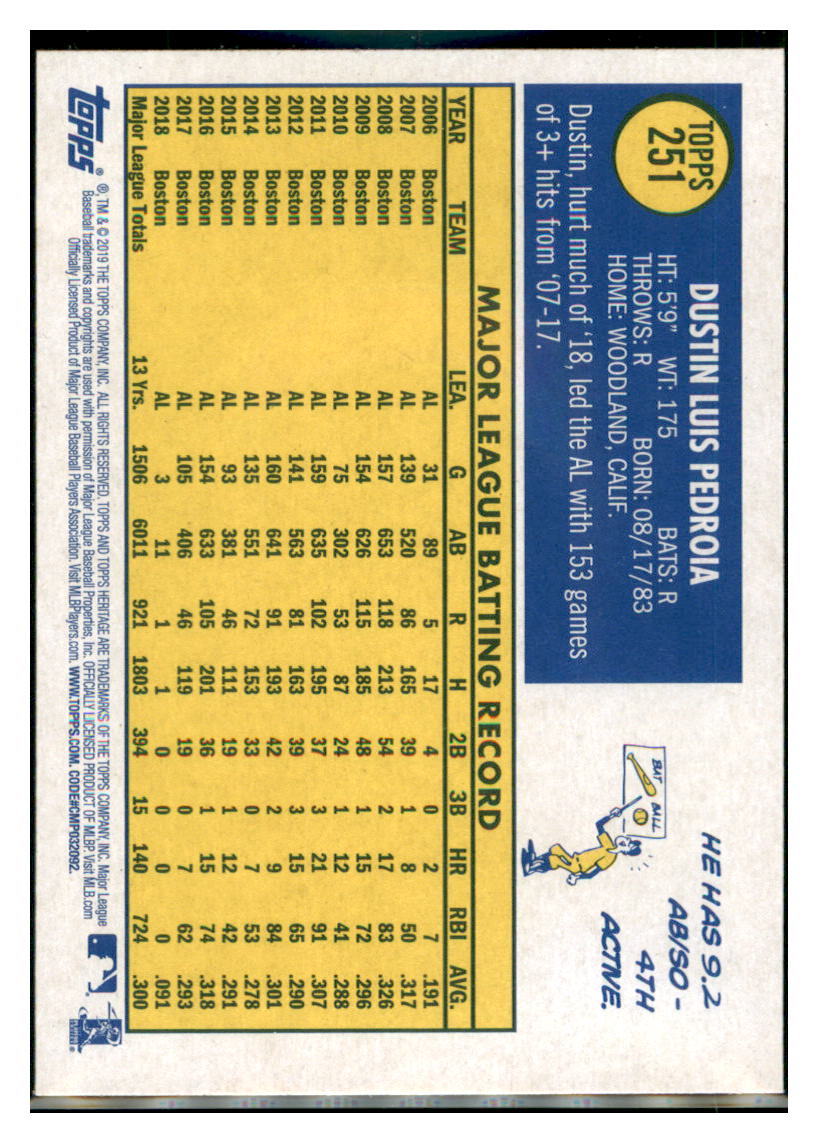 TOPPS
251
DUSTIN LUIS PEDROIA
HT: 5'9" WT: 175 BATS: R
THROWS: R BORN: 08/17/83
HOME: WOODLAND, CALIF.
Dustin, hurt much of '18, led the AL with 153 games
of 3+ hits from '07-17.
BAT
BALL
HE HAS 9.2
AB/SO -
4TH
ACTIVE.
MAJOR LEAGUE BATTING RECORD
YEAR TEAM LEA. G AB R H 2B 3B HR RBI AVG.
2006 Boston AL 31 89 5 17 4 0 2 7 .191
2007 Boston AL 139 520 86 165 39 1 8 50 .317
2008 Boston AL 157 653 118 213 54 2 17 83 .326
2009 Boston AL 154 626 115 185 48 1 15 72 .296
2010 Boston AL 75 302 53 87 24 1 12 41 .288
2011 Boston AL 159 635 102 195 37 3 21 91 .307
2012 Boston AL 141 563 81 163 39 3 15 65 .290
2013 Boston AL 160 641 91 193 42 2 9 84 .301
2014 Boston AL 135 551 72 153 33 0 7 53 .278
2015 Boston AL 93 381 46 111 19 1 12 42 .291
2016 Boston AL 154 633 105 201 36 1 15 74 .318
2017 Boston AL 105 406 46 119 19 0 7 62 .293
2018 Boston AL 3 11 1 1 0 0 0 0 .091
Major League Totals 13 Yrs. 1506 6011 921 1803 394 15 140 724 .300
topps®
®, TM & © 2019 THE TOPPS COMPANY, INC. ALL RIGHTS RESERVED. TOPPS AND TOPPS HERITAGE ARE TRADEMARKS OF THE TOPPS COMPANY, INC. Major League
Baseball trademarks and copyrights are used with permission of Major League Baseball Properties, Inc. OFFICIALLY LICENSED PRODUCT OF MLBP. Visit MLB.com
Officially Licensed Product of Major League Baseball Players Association. Visit MLBPlayers.com. WWW.TOPPS.COM. CODE#CMP032092.